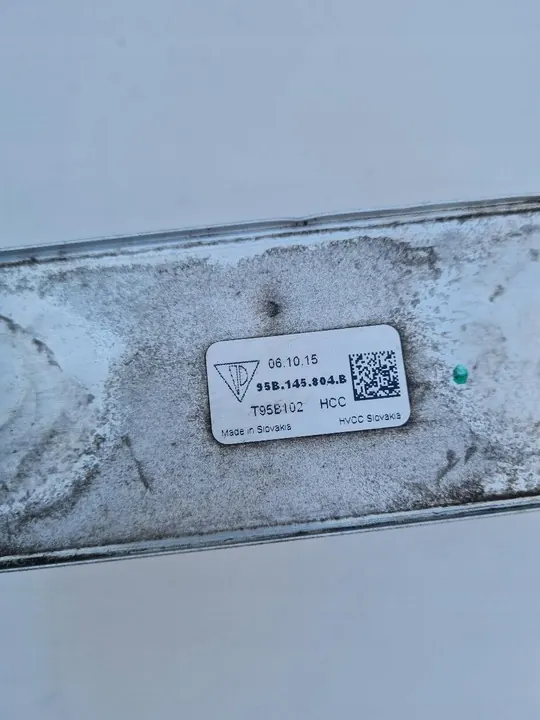 06.10.15
95B.145.804.B
T95B102 HCC
Made in Slovakia HVCC Slovakia